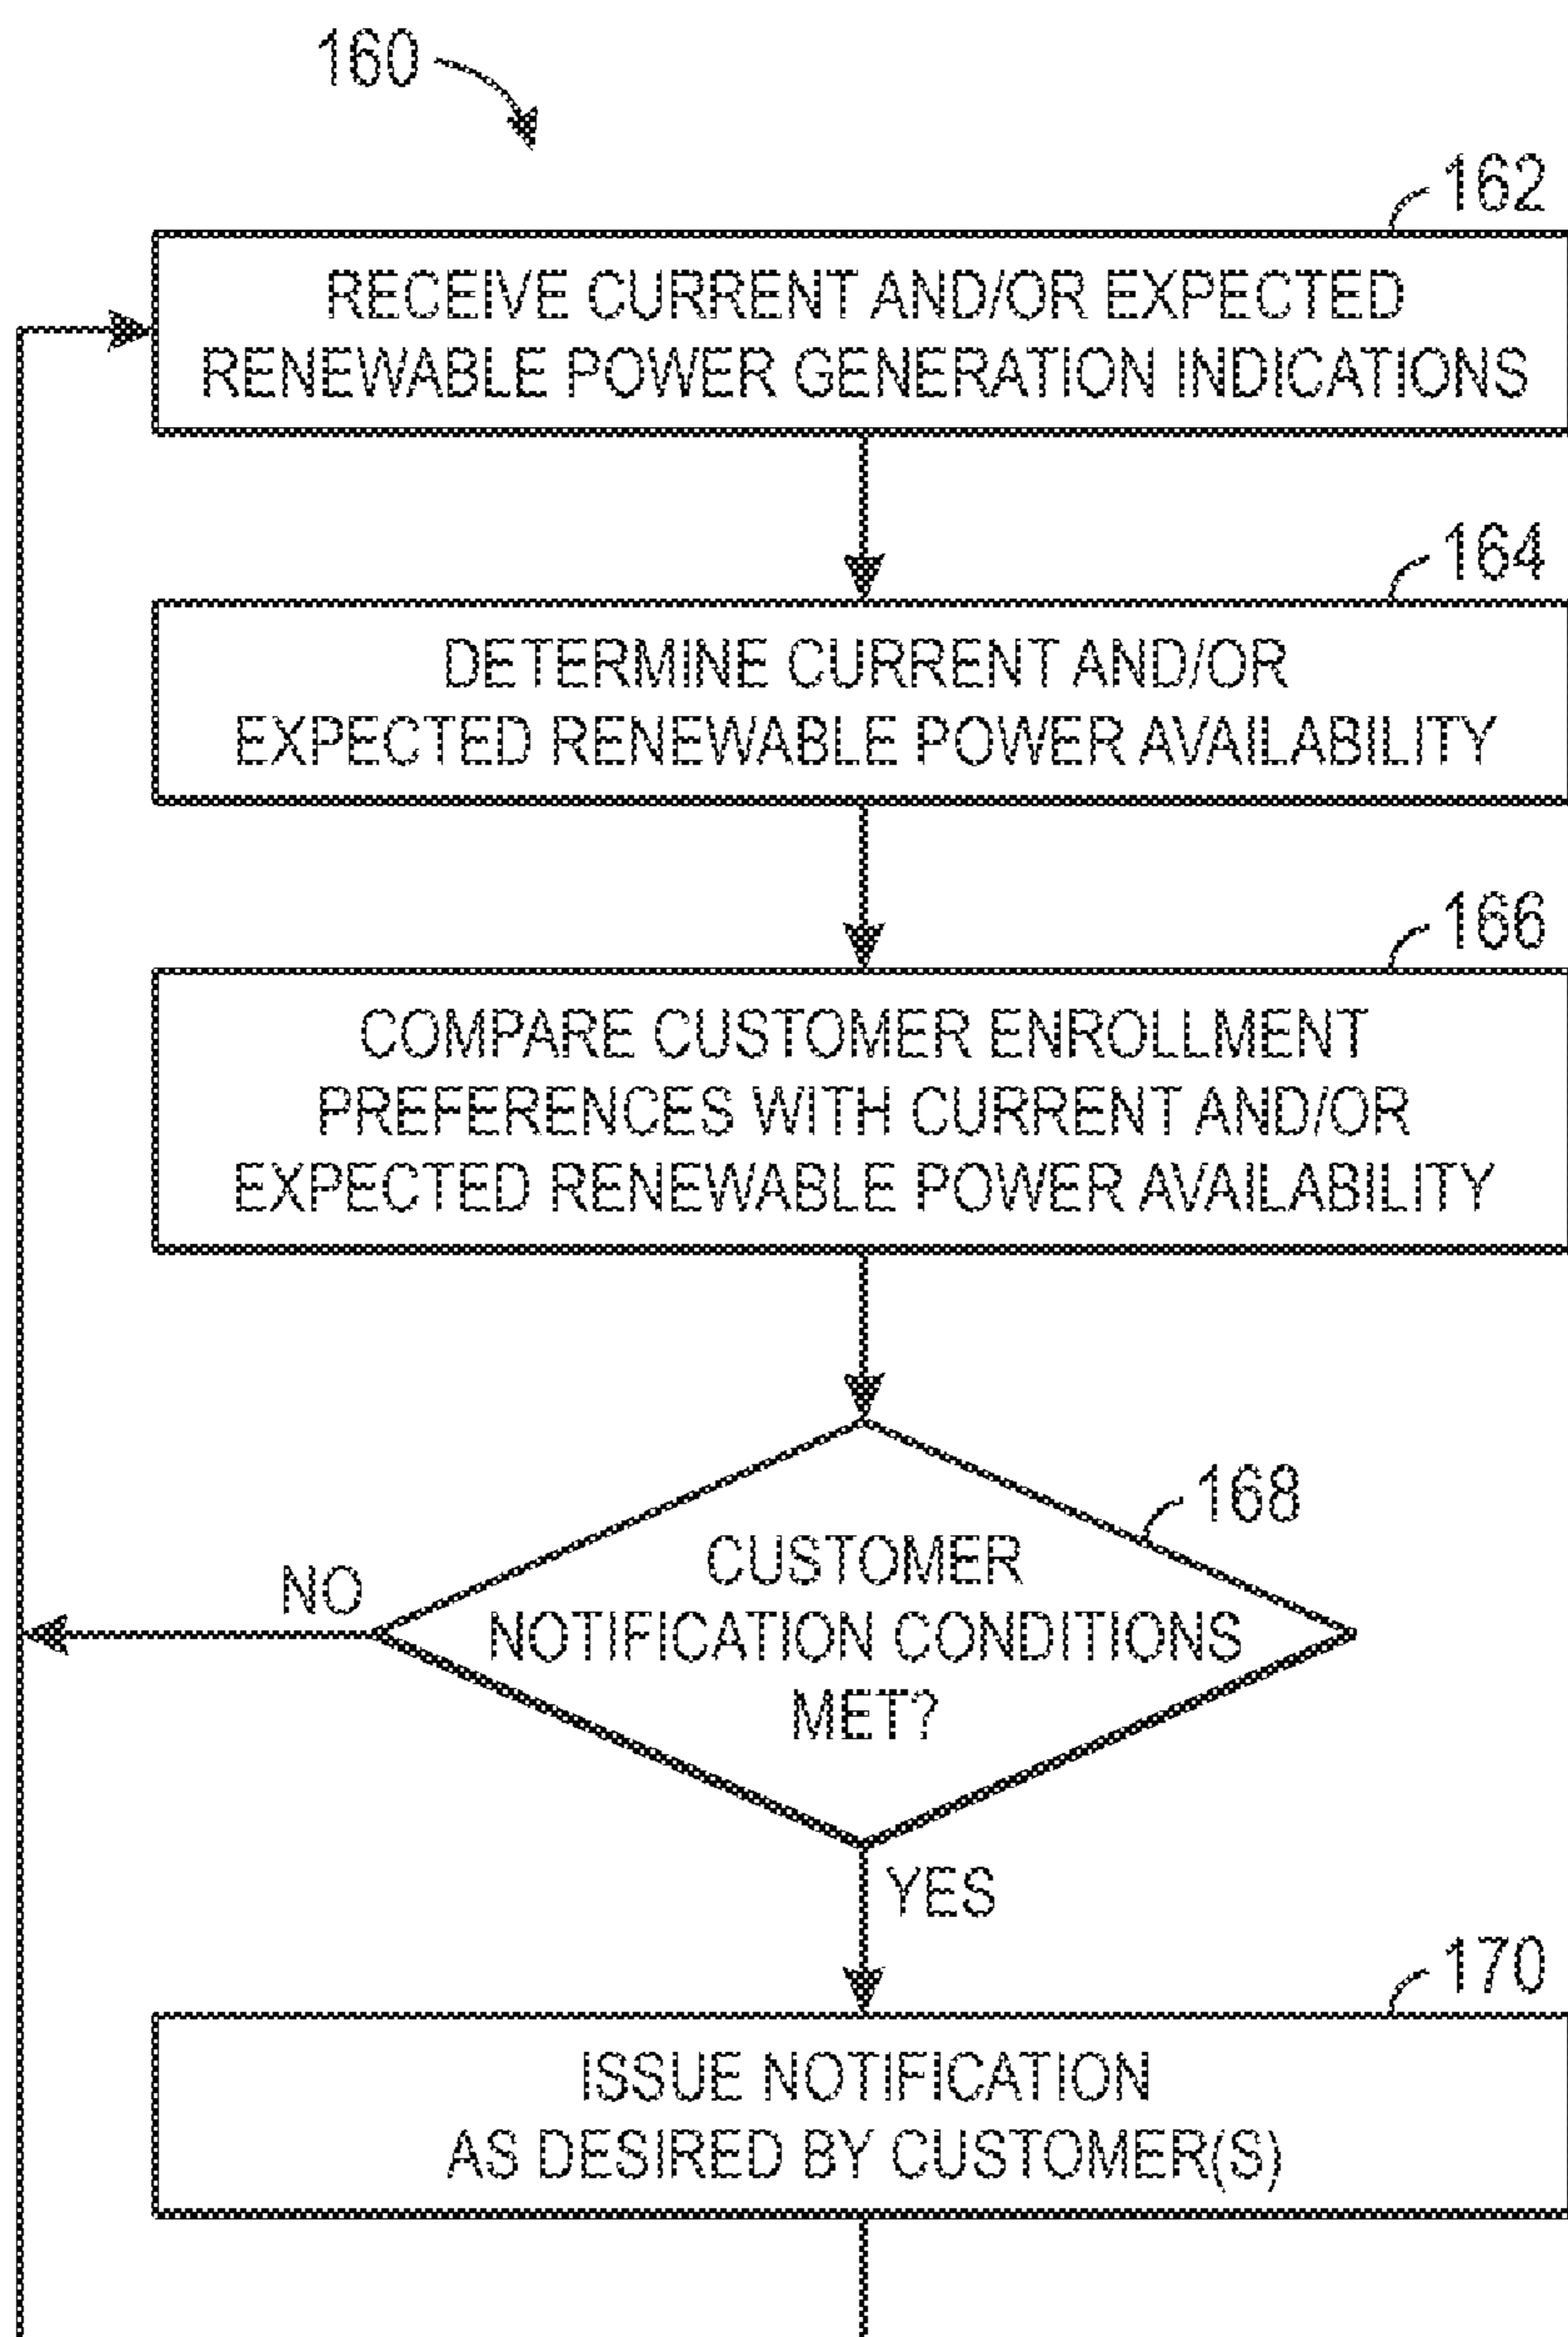 160
162
RECEIVE CURRENT AND/OR EXPECTED
RENEWABLE POWER GENERATION INDICATIONS
164
DETERMINE CURRENT AND/OR
EXPECTED RENEWABLE POWER AVAILABILITY
166
COMPARE CUSTOMER ENROLLMENT
PREFERENCES WITH CURRENT AND/OR
EXPECTED RENEWABLE POWER AVAILABILITY
168
CUSTOMER
NOTIFICATION CONDITIONS
MET?
NO
YES
170
ISSUE NOTIFICATION
AS DESIRED BY CUSTOMER(S)